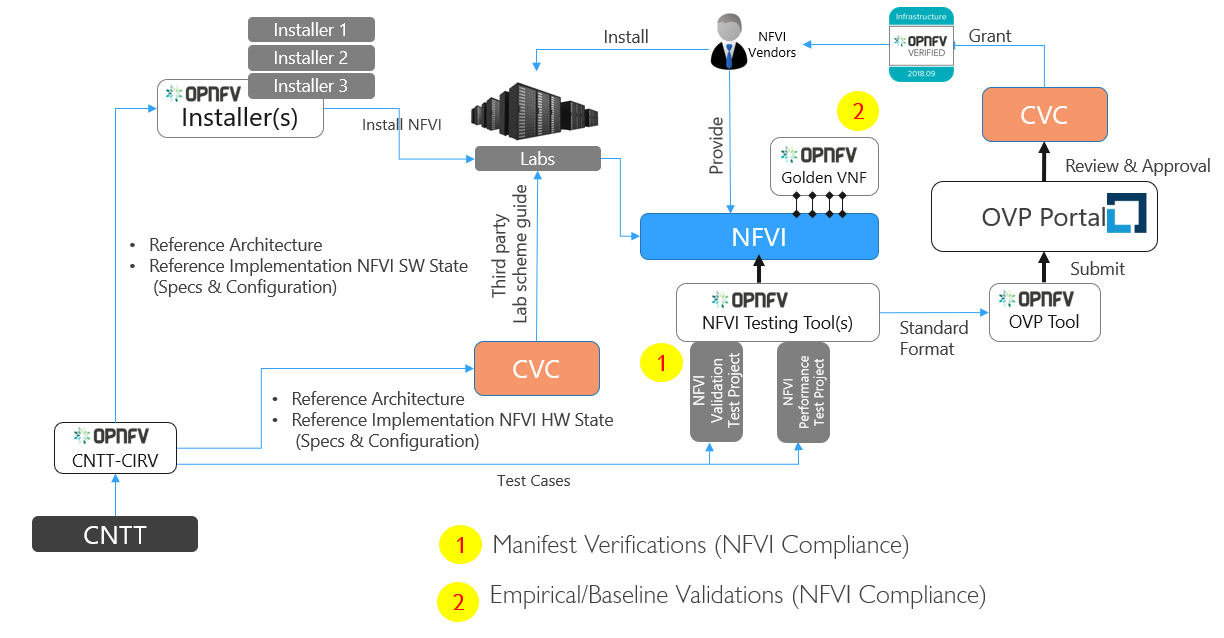 Installer 1
Installer 2
Installer 3
OPNFV
Installer(s)
Install NFVI
Install
NFVI
Vendors
Infrastructure
OPNFV
VERIFIED
2018.09
Grant
CVC
Review & Approval
OVP Portal
Submit
OPNFV
OVP Tool
Standard
Format
Labs
Provide
2
OPNFV
Golden VNF
NFVI
OPNFV
NFVI Testing Tool(s)
1
NFVI
Validation
Test Project
NFVI
Performance
Test Project
• Reference Architecture
• Reference Implementation NFVI SW State
(Specs & Configuration)
Third party
Lab scheme guide
CVC
• Reference Architecture
• Reference Implementation NFVI HW State
(Specs & Configuration)
OPNFV
CNTT-CIRV
Test Cases
CNTT
1 Manifest Verifications (NFVI Compliance)
2 Empirical/Baseline Validations (NFVI Compliance)